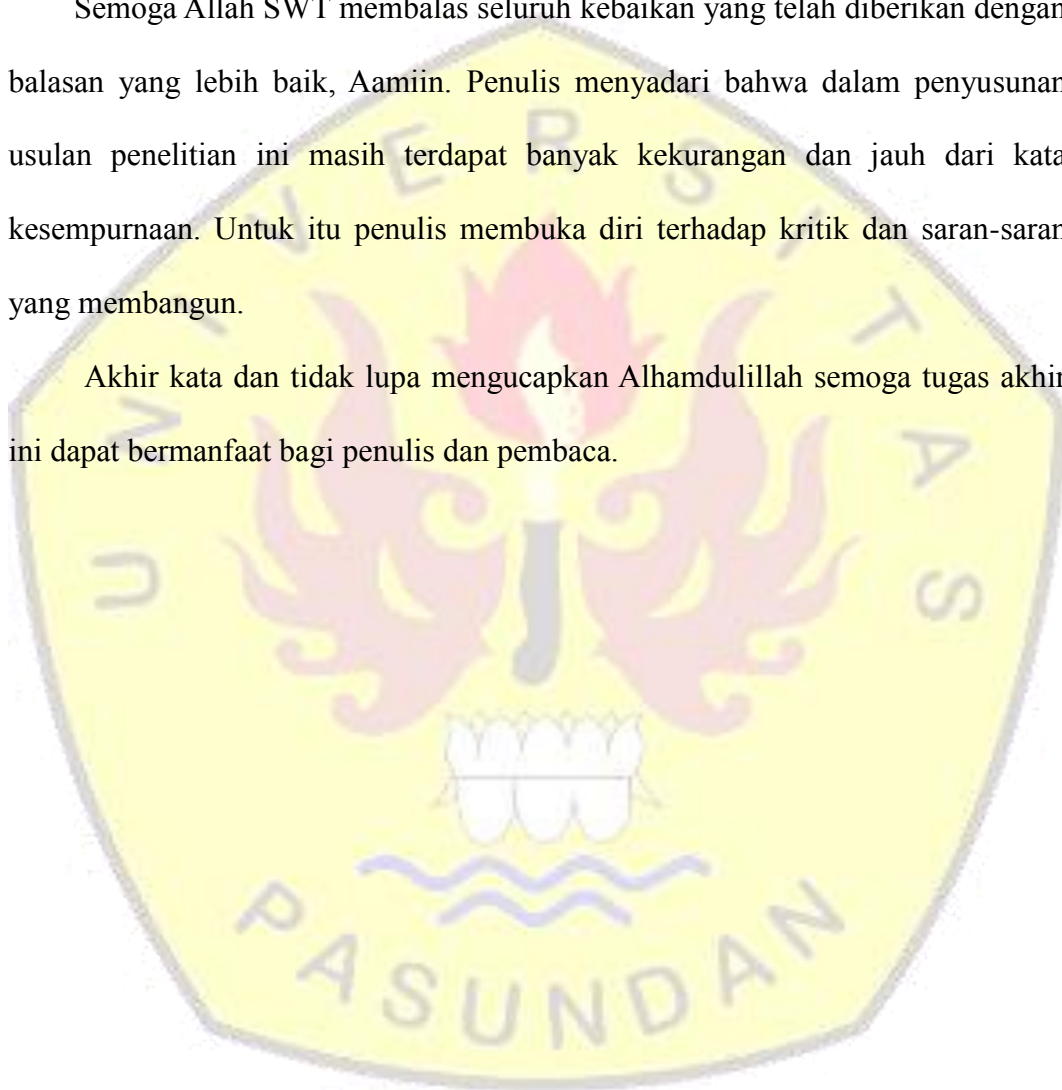 Semoga Allah SWT membalas seluruh kebaikan yang telah diberikan dengan
balasan yang lebih baik, Aamiin. Penulis menyadari bahwa dalam penyusunan
usulan penelitian ini masih terdapat banyak kekurangan dan jauh dari kata
kesempurnaan. Untuk itu penulis membuka diri terhadap kritik dan saran-saran
yang membangun.
Akhir kata dan tidak lupa mengucapkan Alhamdulillah semoga tugas akhir
ini dapat bermanfaat bagi penulis dan pembaca.
UNIVERSITAS
PASUNDAN